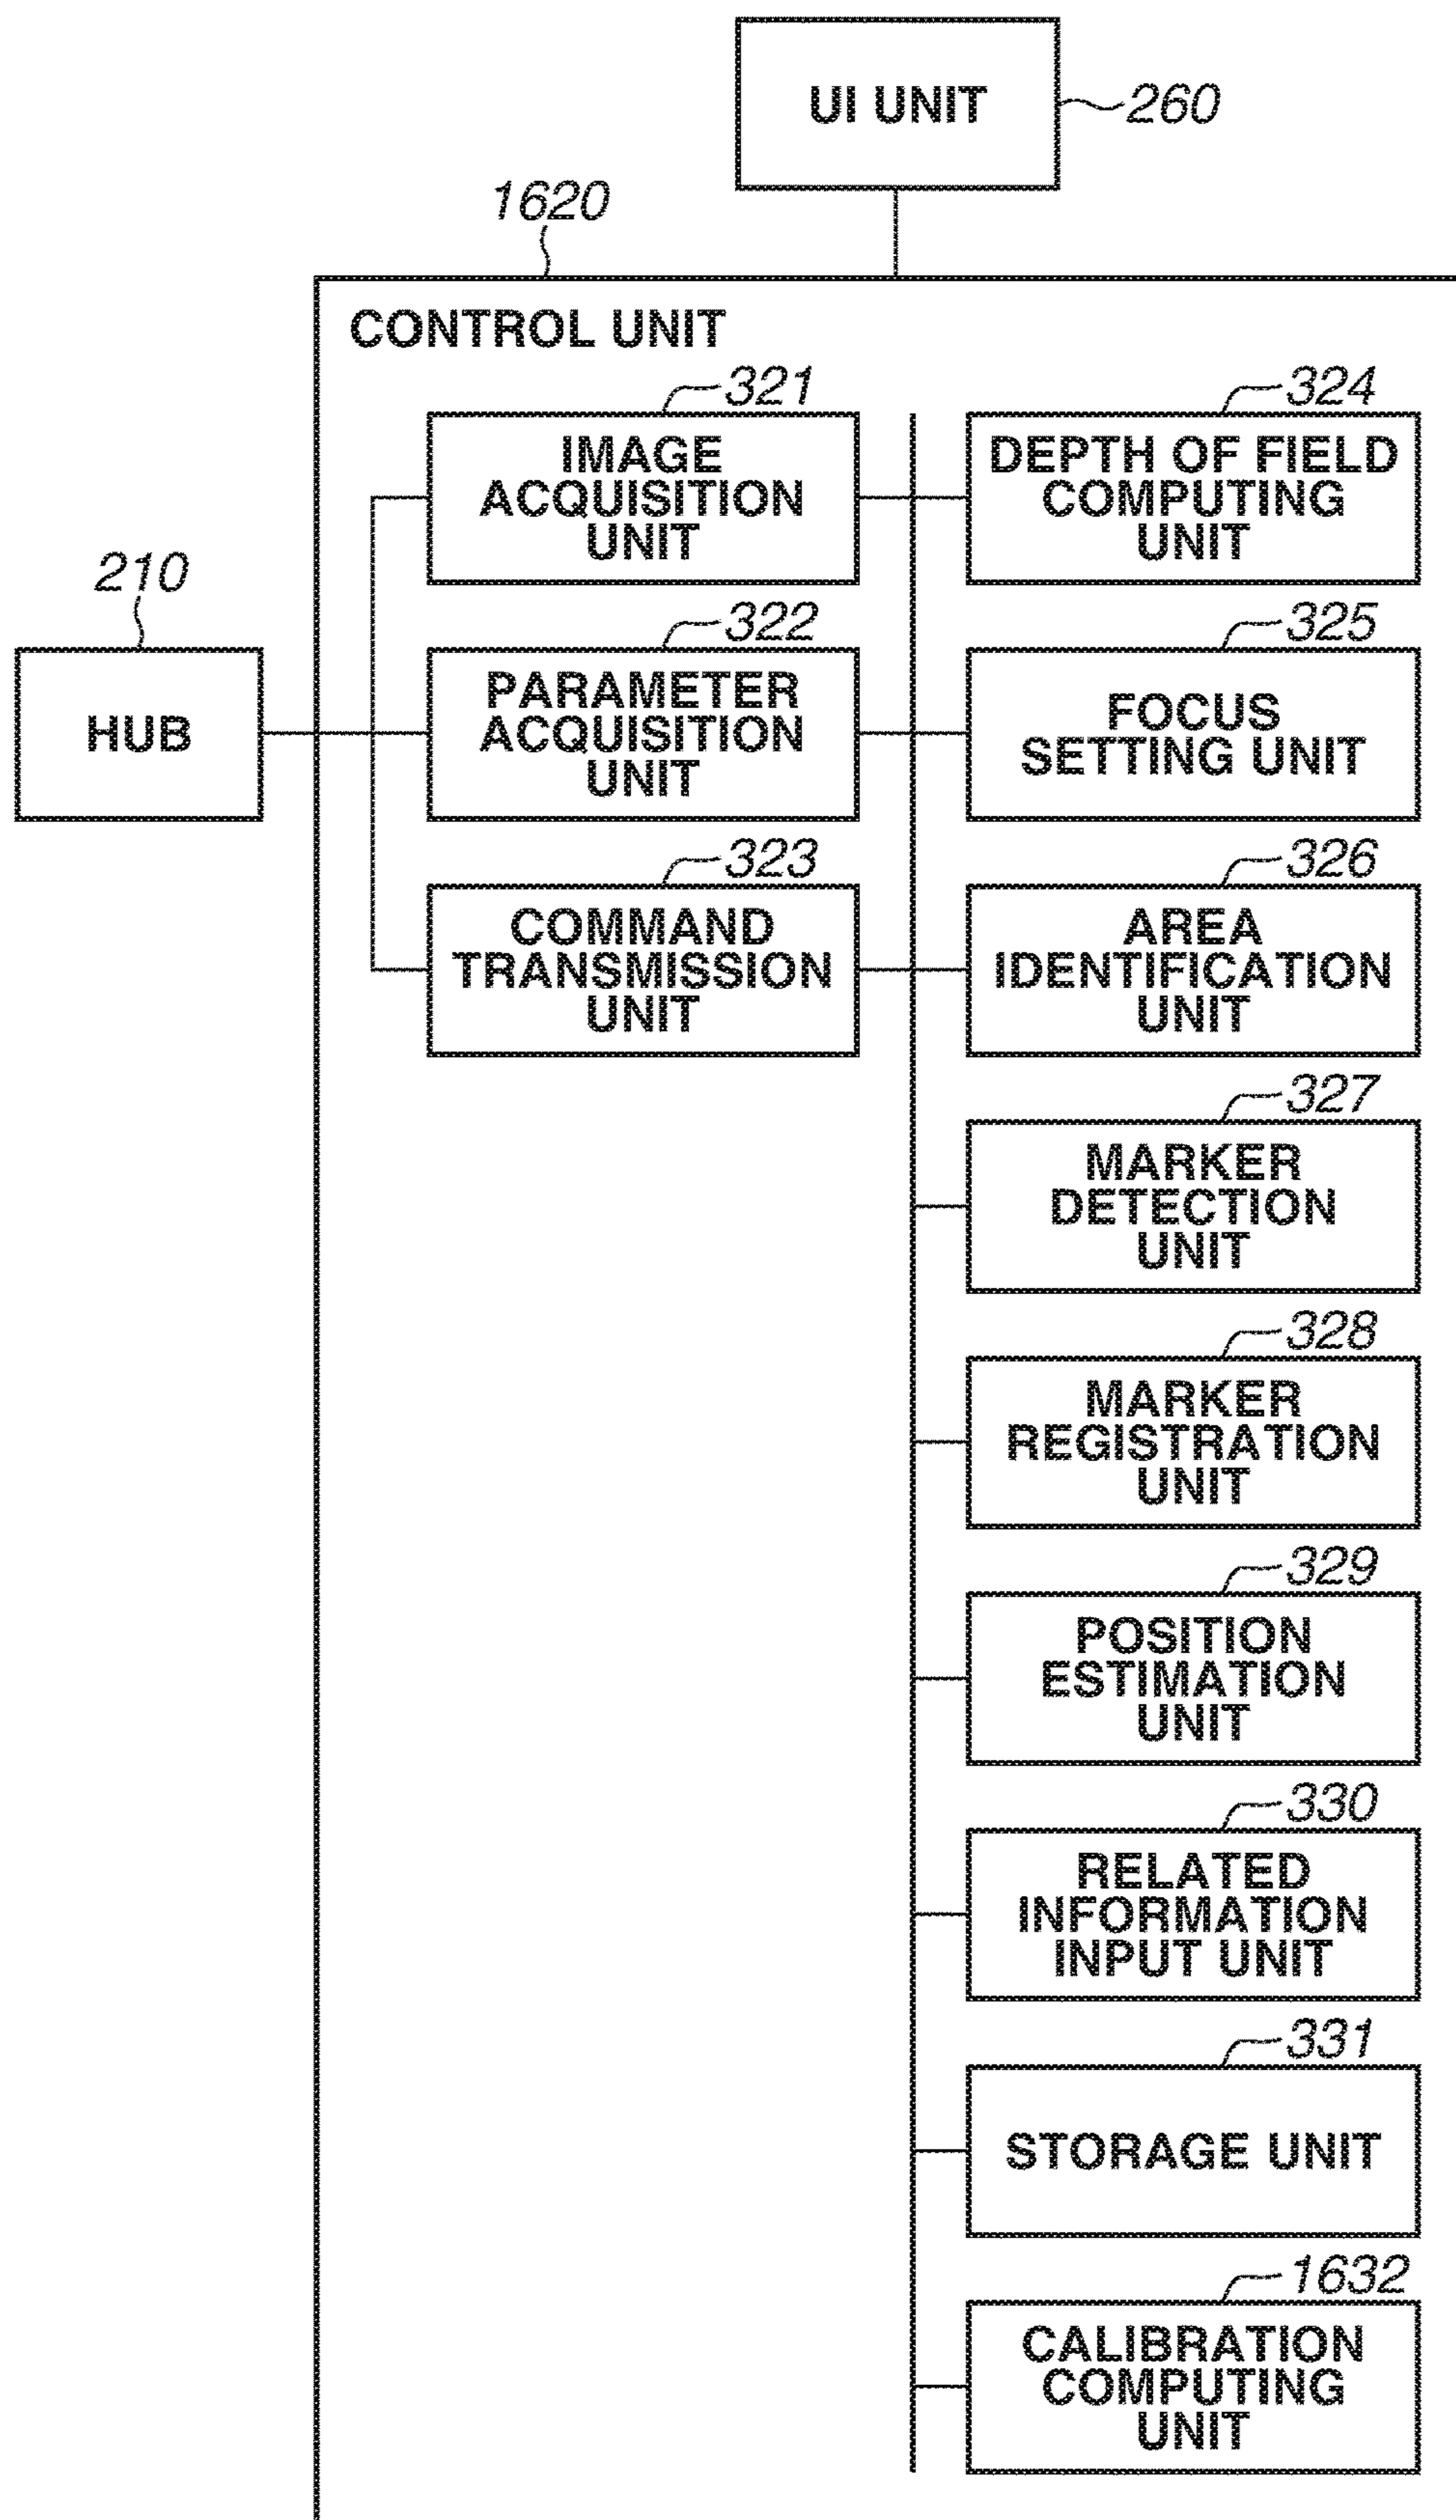 UI UNIT
260
1620
CONTROL UNIT
321
IMAGE
ACQUISITION
UNIT
324
DEPTH OF FIELD
COMPUTING
UNIT
210
HUB
322
PARAMETER
ACQUISITION
UNIT
325
FOCUS
SETTING UNIT
323
COMMAND
TRANSMISSION
UNIT
326
AREA
IDENTIFICATION
UNIT
327
MARKER
DETECTION
UNIT
328
MARKER
REGISTRATION
UNIT
329
POSITION
ESTIMATION
UNIT
330
RELATED
INFORMATION
INPUT UNIT
331
STORAGE UNIT
1632
CALIBRATION
COMPUTING
UNIT